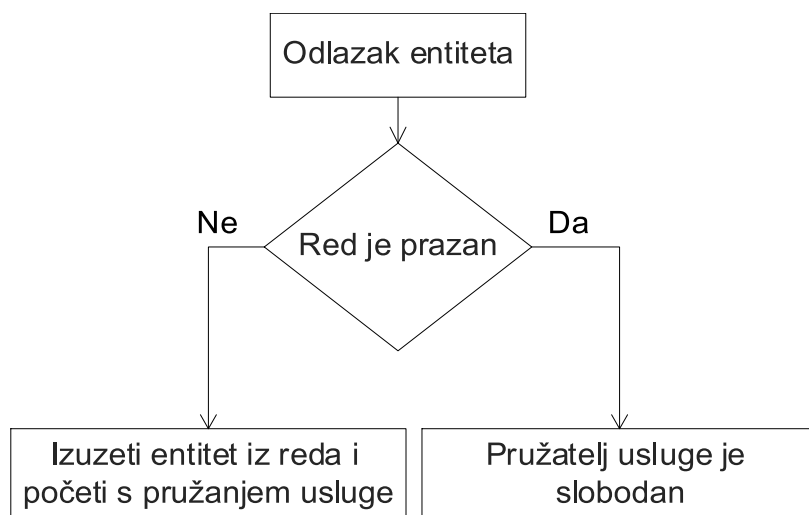 Odlazak entiteta
Ne
Da
Red je prazan
Izuzeti entitet iz reda i
početi s pružanjem usluge
Pružatelj usluge je
slobodan